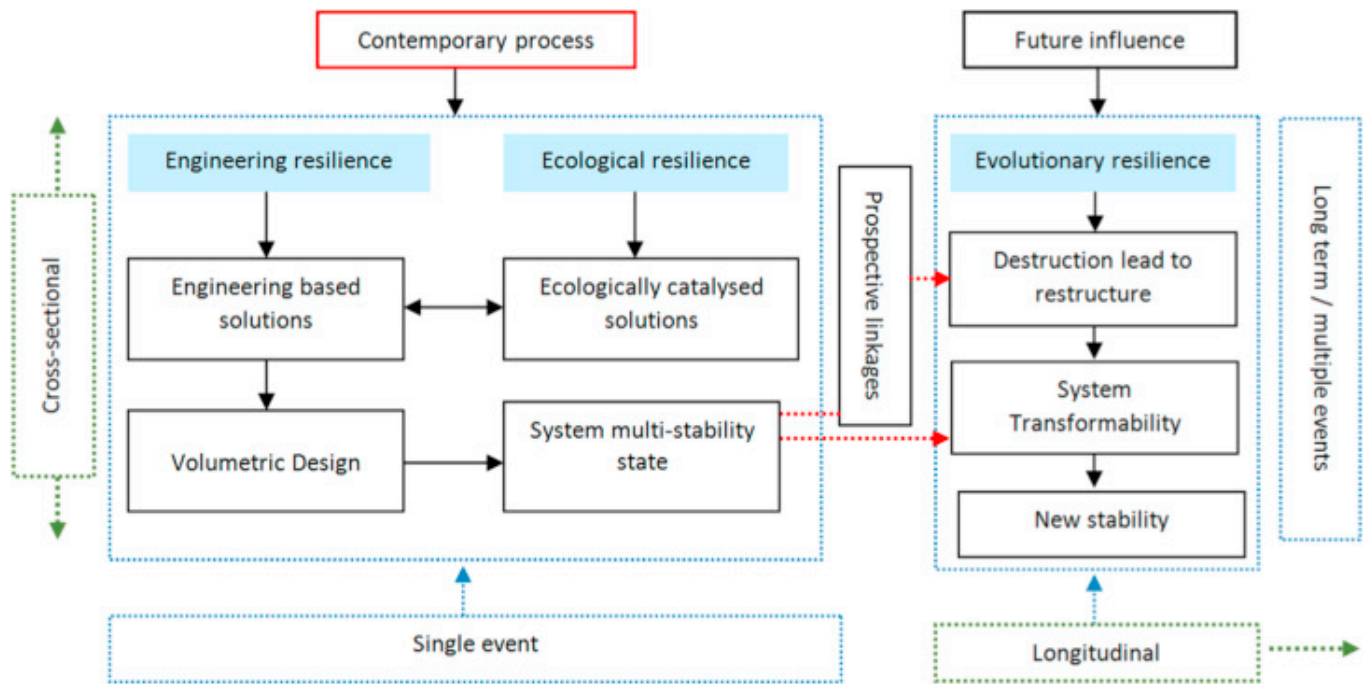 Contemporary process
Future influence
Engineering resilience
Ecological resilience
Evolutionary resilience
Cross-sectional
Engineering based
solutions
Ecologically catalysed
solutions
Prospective linkages
Destruction lead to
restructure
Long term / multiple events
Volumetric Design
System multi-stability
state
System
Transformability
New stability
Single event
Longitudinal